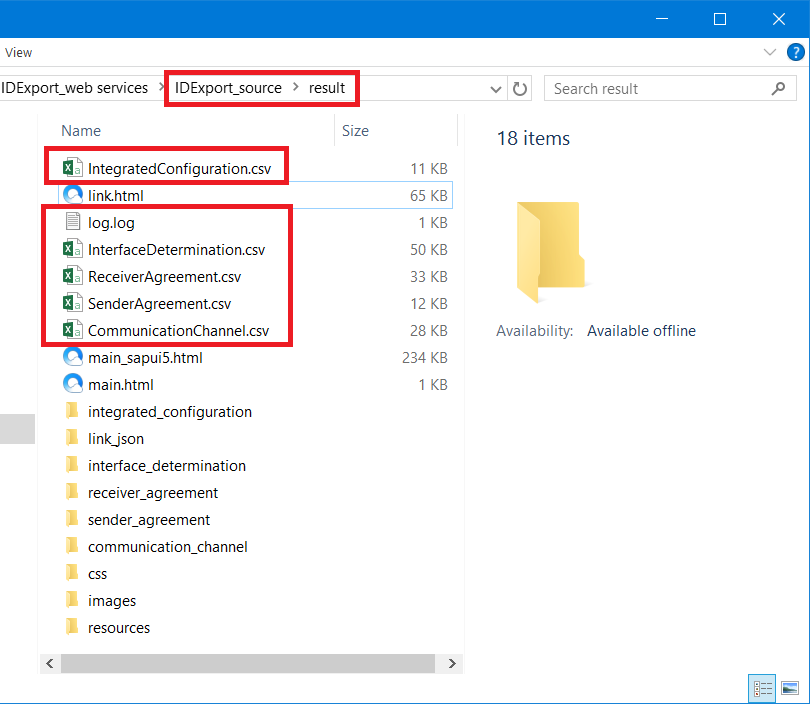 View
?
IDExport_web services > IDExport_source > result
Search result
Name Size
18 items
IntegratedConfiguration.csv 11 KB
link.html 65 KB
log.log 1 KB
InterfaceDetermination.csv 50 KB
ReceiverAgreement.csv 33 KB
SenderAgreement.csv 12 KB
CommunicationChannel.csv 28 KB
Availability: Available offline
main_sapui5.html 234 KB
main.html 1 KB
integrated_configuration
link_json
interface_determination
receiver_agreement
sender_agreement
communication_channel
css
images
resources